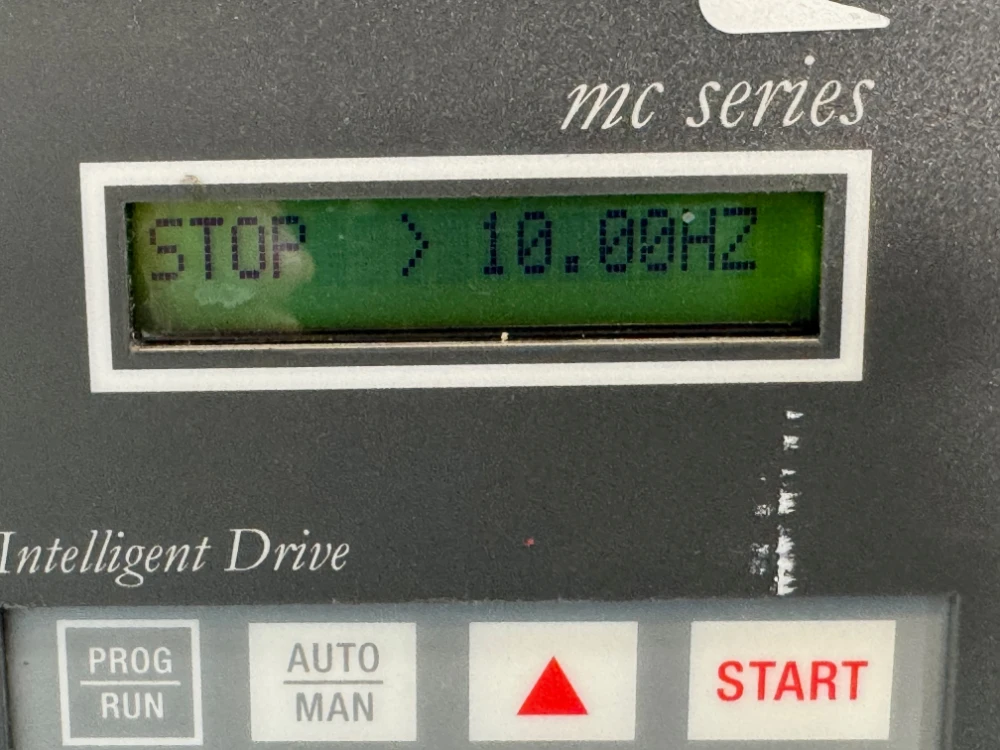 mc series
STOP > 10.00HZ
Intelligent Drive
PROG
RUN
AUTO
MAN
START